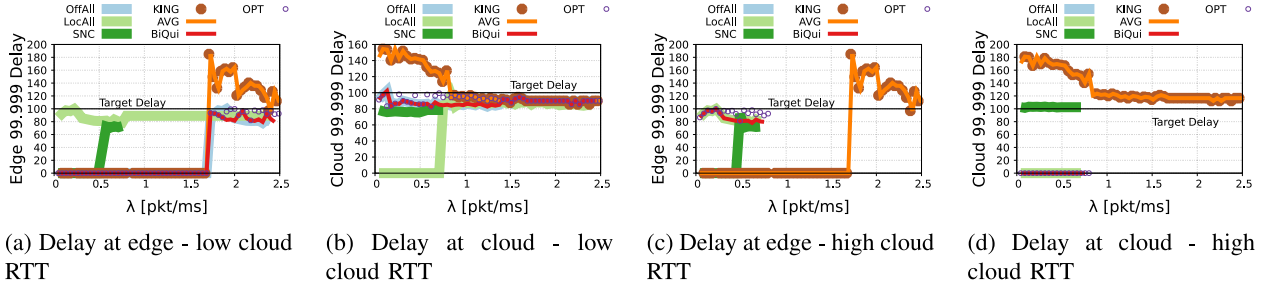 OffAll KING OPT
LocAll AVG
SNC BiQui
Edge 99.999 Delay
200
180
160
140
120
100
80
60
40
20
0
Target Delay
0 0.5 1 1.5 2 2.5
λ [pkt/ms]
(a) Delay at edge - low cloud
RTT
OffAll KING OPT
LocAll AVG
SNC BiQui
Cloud 99.999 Delay
160
140
120
100
80
60
40
20
0
Target Delay
0 0.5 1 1.5 2 2.5
λ [pkt/ms]
(b) Delay at cloud - low
cloud RTT
OffAll KING OPT
LocAll AVG
SNC BiQui
Edge 99.999 Delay
200
180
160
140
120
100
80
60
40
20
0
Target Delay
0 0.5 1 1.5 2 2.5
λ [pkt/ms]
(c) Delay at edge - high cloud
RTT
OffAll KING OPT
LocAll AVG
SNC BiQui
Cloud 99.999 Delay
200
180
160
140
120
100
80
60
40
20
0
Target Delay
0 0.5 1 1.5 2 2.5
λ [pkt/ms]
(d) Delay at cloud - high
cloud RTT